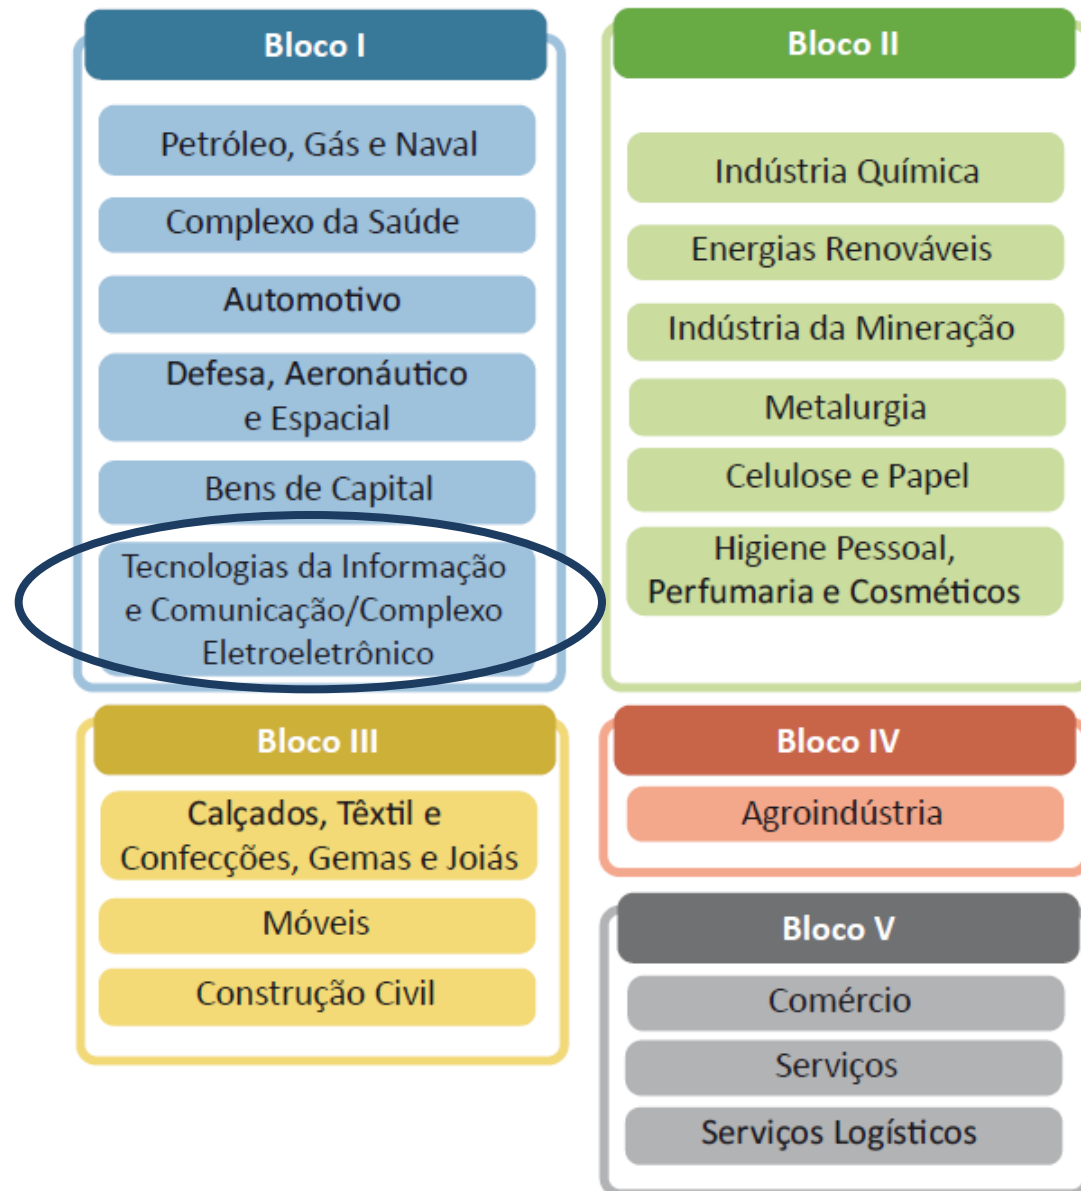 Bloco I
Petróleo, Gás e Naval
Complexo da Saúde
Automotivo
Defesa, Aeronáutico
e Espacial
Bens de Capital
Tecnologias da Informação
e Comunicação/Complexo
Eletroeletrônico
Bloco II
Indústria Química
Energias Renováveis
Indústria da Mineração
Metalurgia
Celulose e Papel
Higiene Pessoal,
Perfumaria e Cosméticos
Bloco III
Calçados, Têxtil e
Confecções, Gemas e Joiás
Móveis
Construção Civil
Bloco IV
Agroindústria
Bloco V
Comércio
Serviços
Serviços Logísticos